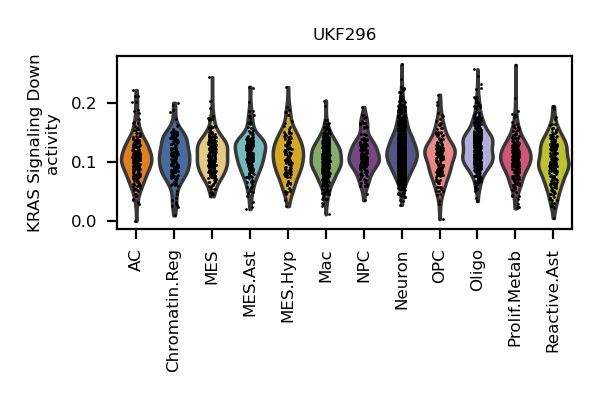 UKF296
KRAS Signaling Down
activity
0.2
0.1
0.0
AC
Chromatin.Reg
MES
MES.Ast
MES.Hyp
Mac
NPC
Neuron
OPC
Oligo
Prolif.Metab
Reactive.Ast